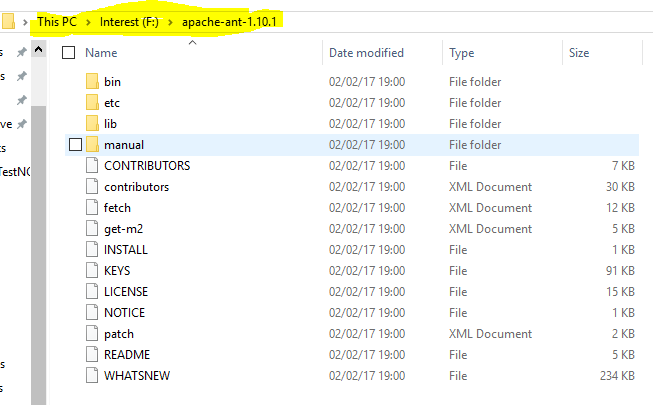 This PC > Interest (F:) > apache-ant-1.10.1
Name Date modified Type Size
bin 02/02/17 19:00 File folder
etc 02/02/17 19:00 File folder
lib 02/02/17 19:00 File folder
manual 02/02/17 19:00 File folder
CONTRIBUTORS 02/02/17 19:00 File 7 KB
contributors 02/02/17 19:00 XML Document 30 KB
fetch 02/02/17 19:00 XML Document 12 KB
get-m2 02/02/17 19:00 XML Document 5 KB
INSTALL 02/02/17 19:00 File 1 KB
KEYS 02/02/17 19:00 File 91 KB
LICENSE 02/02/17 19:00 File 15 KB
NOTICE 02/02/17 19:00 File 1 KB
patch 02/02/17 19:00 XML Document 2 KB
README 02/02/17 19:00 File 5 KB
WHATSNEW 02/02/17 19:00 File 234 KB